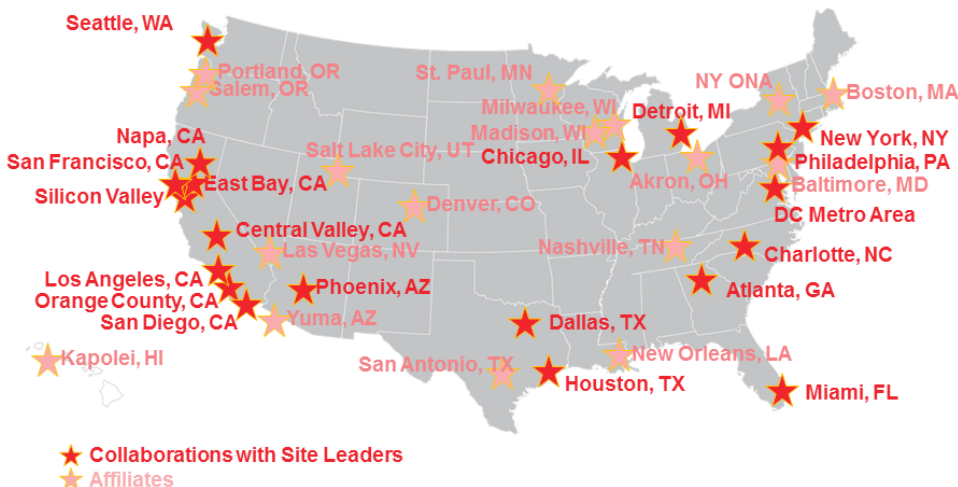 Seattle, WA
Portland, OR
Salem, OR
St. Paul, MN
NY ONA
Boston, MA
Milwaukee, WI
Detroit, MI
Madison, WI
Napa, CA
New York, NY
San Francisco, CA
Salt Lake City, UT
Chicago, IL
Philadelphia, PA
East Bay, CA
Akron, OH
Baltimore, MD
Silicon Valley
Denver, CO
DC Metro Area
Central Valley, CA
Las Vegas, NV
Nashville, TN
Charlotte, NC
Los Angeles, CA
Orange County, CA
Phoenix, AZ
Atlanta, GA
San Diego, CA
Yuma, AZ
Dallas, TX
Kapolei, HI
San Antonio, TX
New Orleans, LA
Houston, TX
Miami, FL
Collaborations with Site Leaders
Affiliates